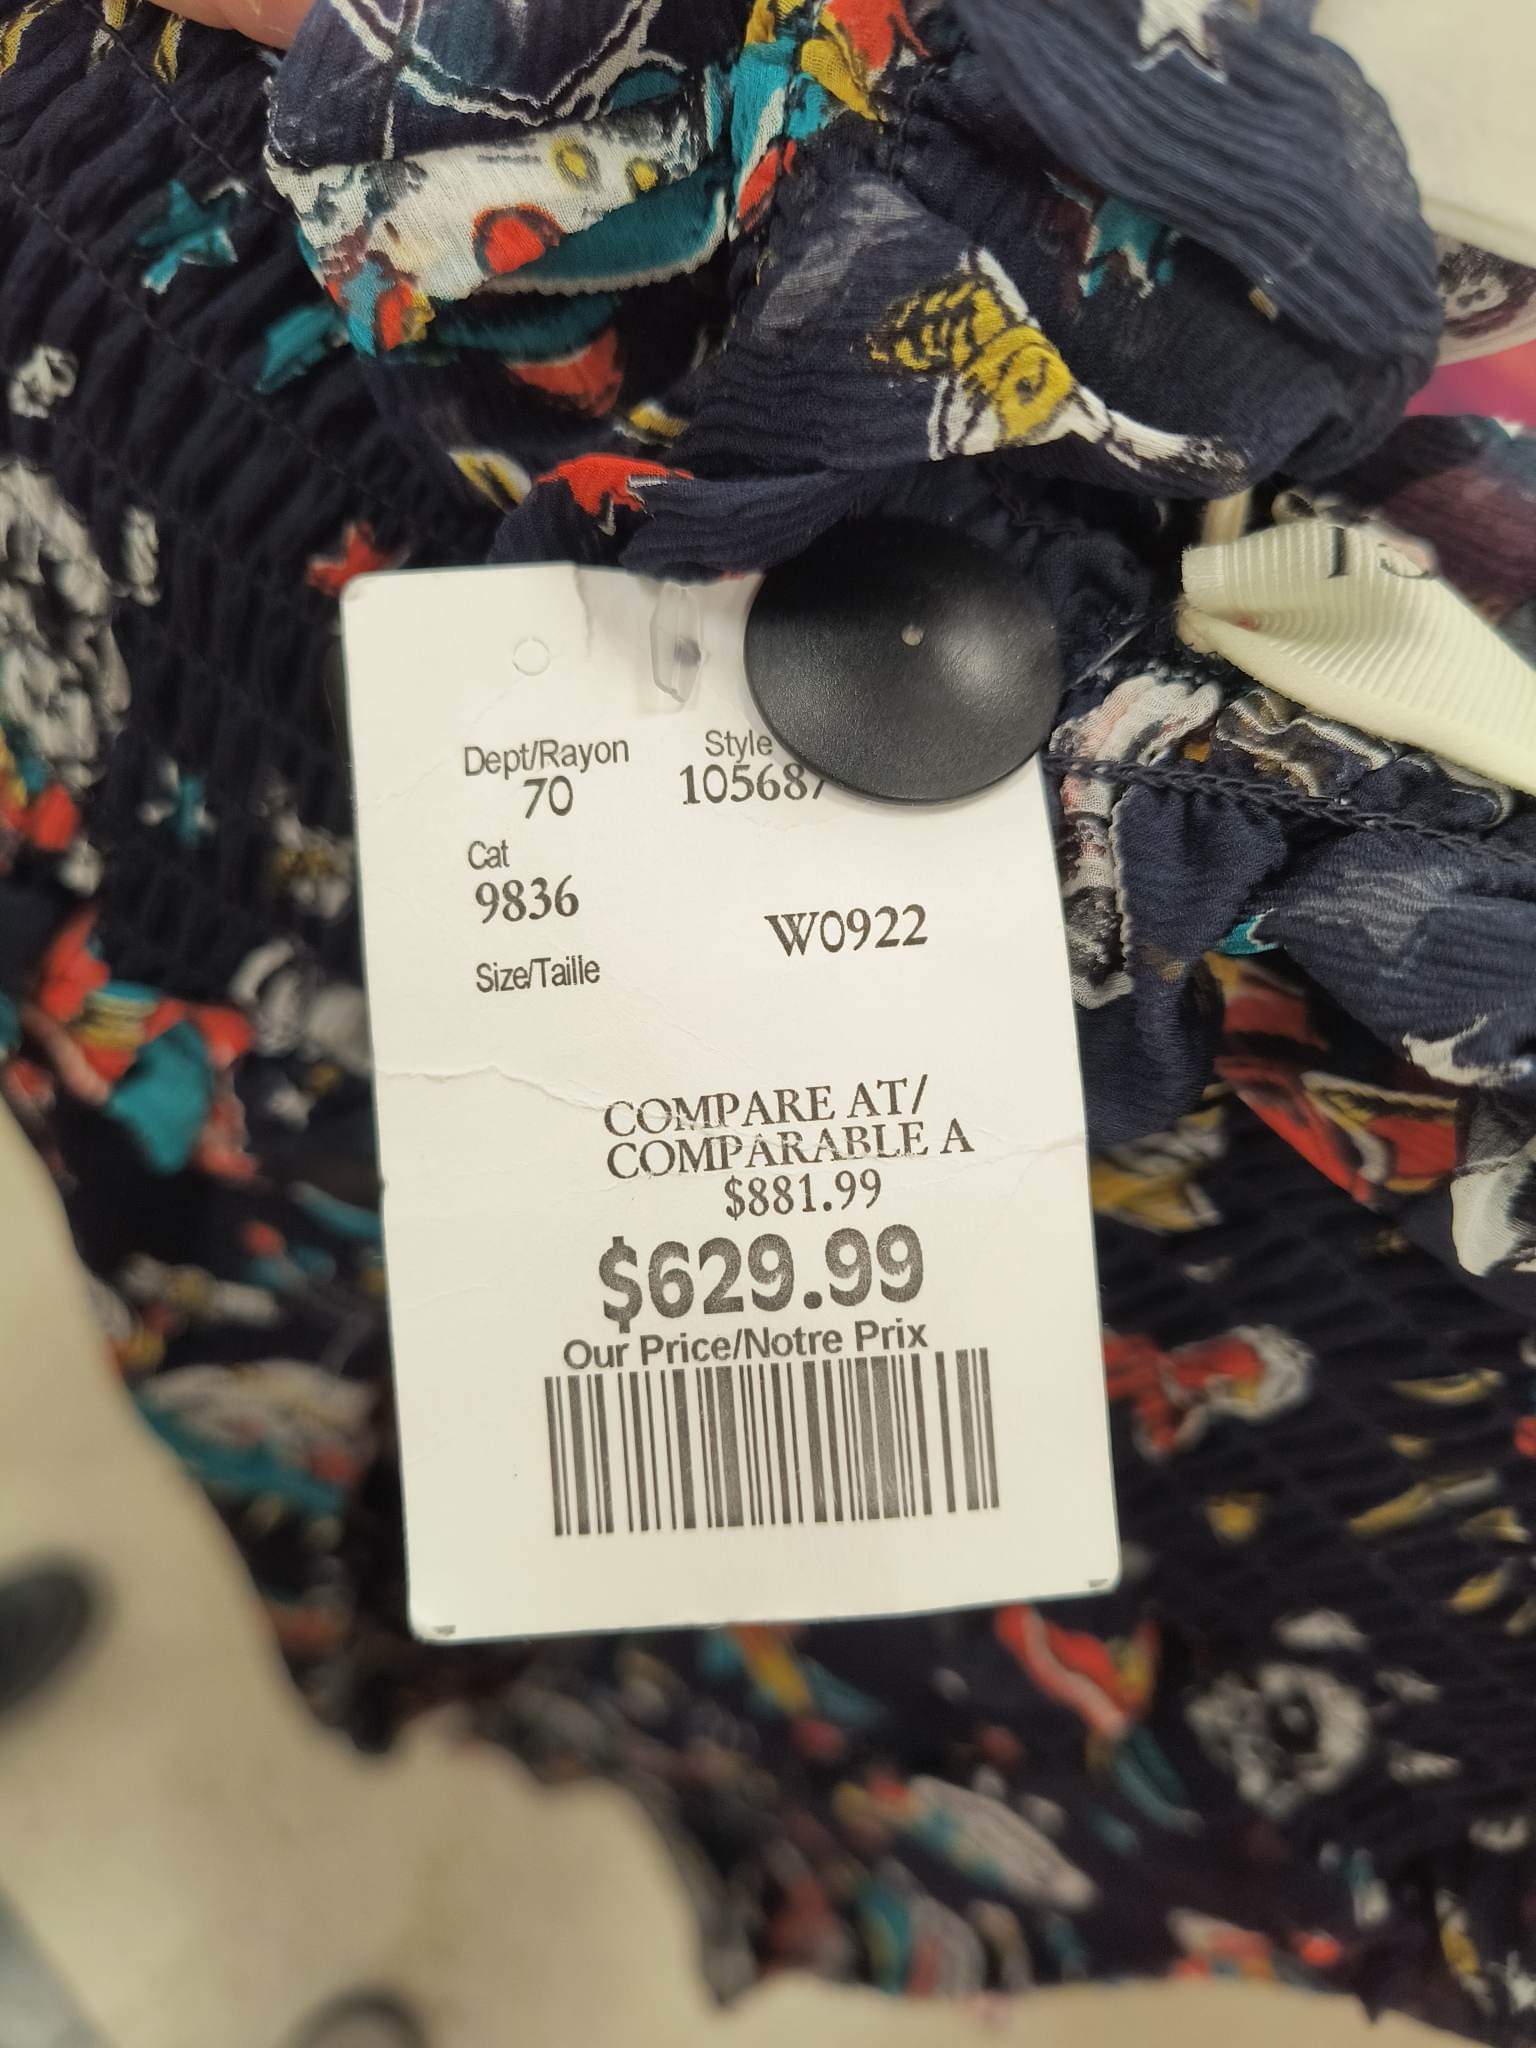 Dept/Rayon Style
70 105687
Cat
9836
W0922
Size/Taille
COMPARE AT/
COMPARABLE A
$881.99
$629.99
Our Price/Notre Prix